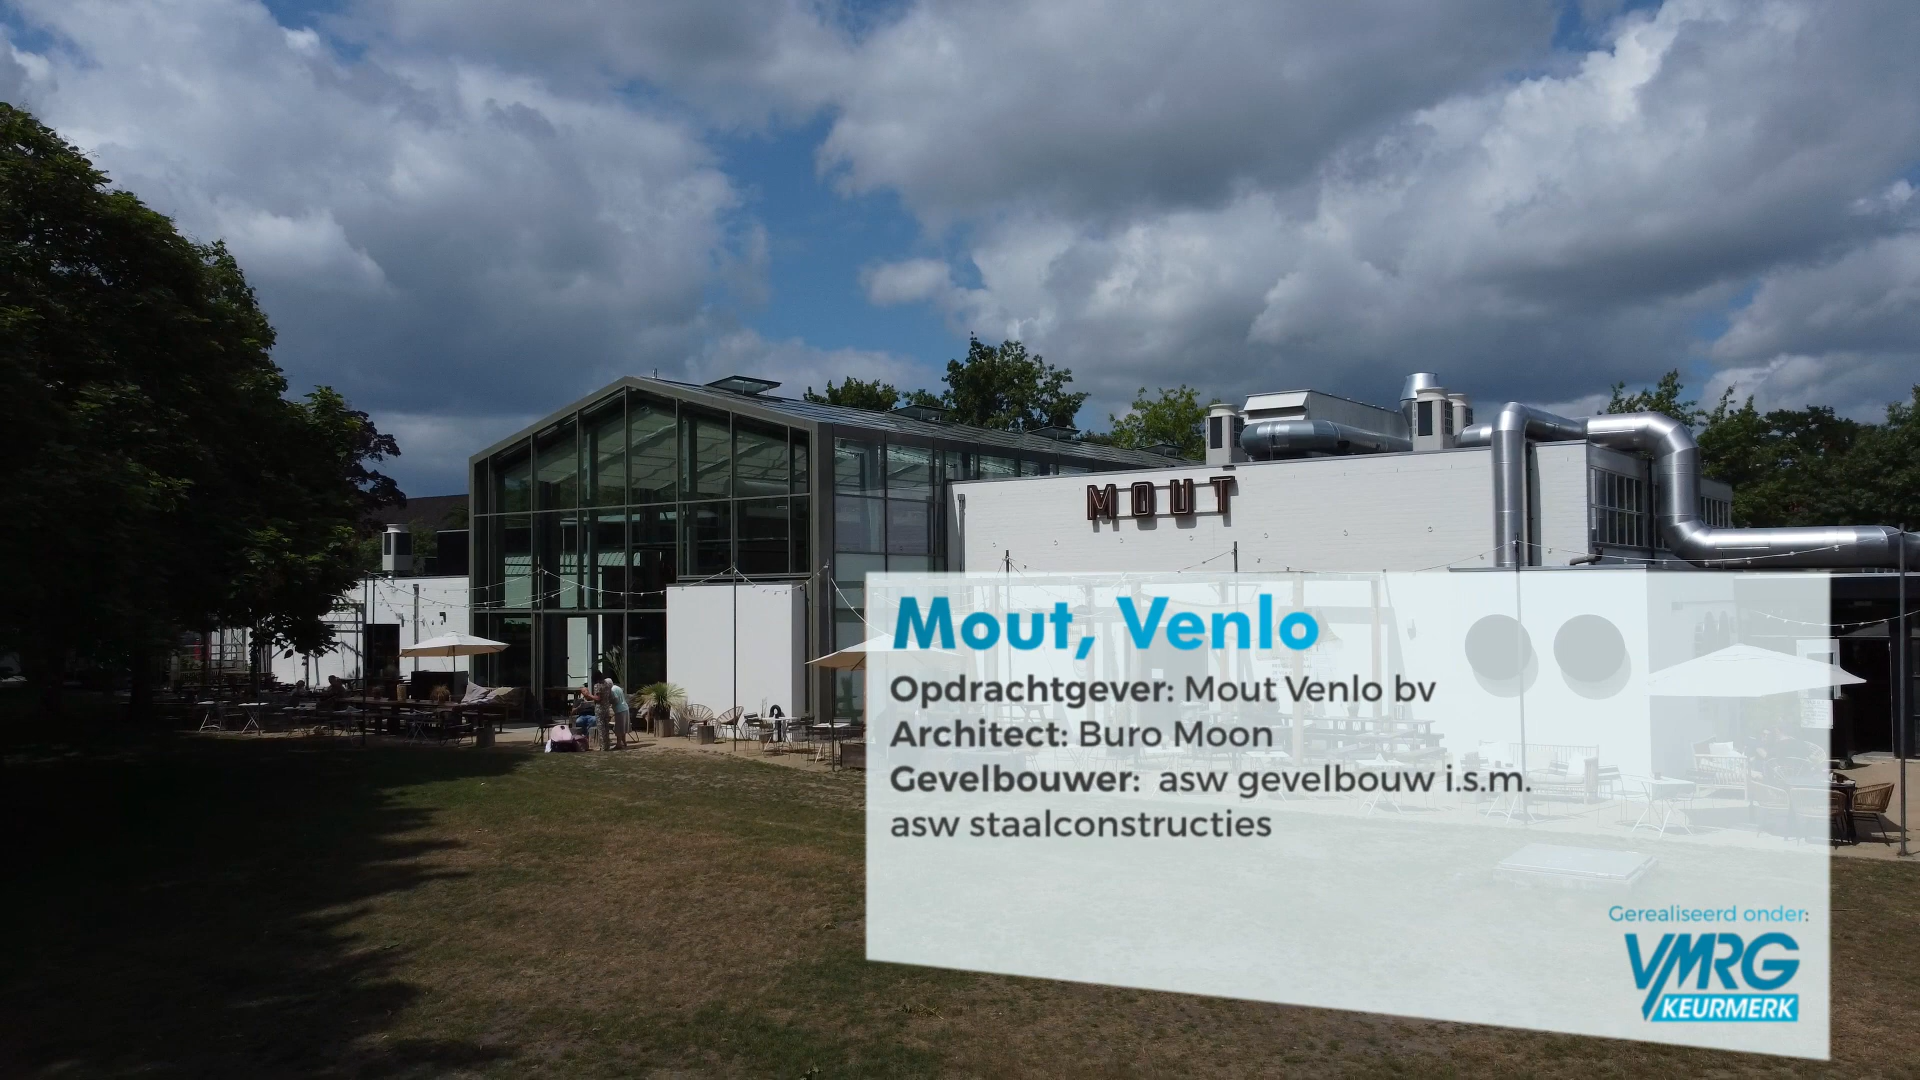 MOUT
Mout, Venlo
Opdrachtgever: Mout Venlo bv
Architect: Buro Moon
Gevelbouwer:  asw gevelbouw i.s.m.
asw staalconstructies
Gerealiseerd onder:
VMRG
KEURMERK